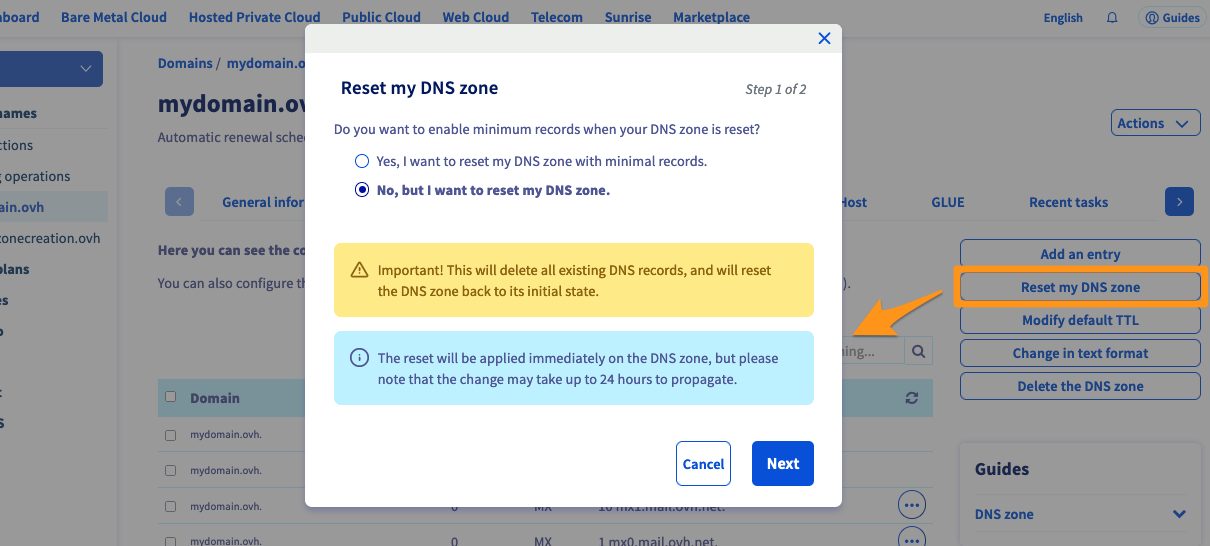 board Bare Metal Cloud Hosted Private Cloud Public Cloud Web Cloud Telecom Sunrise Marketplace English Guides
Domains / mydomain.o
mydomain.ov
Automatic renewal sche
Actions
names
ctions
g operations
ain.ovh
zonecreation.ovh
plans
es
o
t
S
General infor
Host
GLUE
Recent tasks
Here you can see the co
You can also configure th
).
Add an entry
Reset my DNS zone
Modify default TTL
Change in text format
Delete the DNS zone
ning...
Reset my DNS zone
Step 1 of 2
Do you want to enable minimum records when your DNS zone is reset?
Yes, I want to reset my DNS zone with minimal records.
No, but I want to reset my DNS zone.
Important! This will delete all existing DNS records, and will reset
the DNS zone back to its initial state.
The reset will be applied immediately on the DNS zone, but please
note that the change may take up to 24 hours to propagate.
Cancel
Next
Domain
mydomain.ovh.
mydomain.ovh.
mydomain.ovh. 0 MX 10 mx1.mail.ovh.net.
mydomain.ovh. 0 MX 1 mx0.mail.ovh.net.
Guides
DNS zone